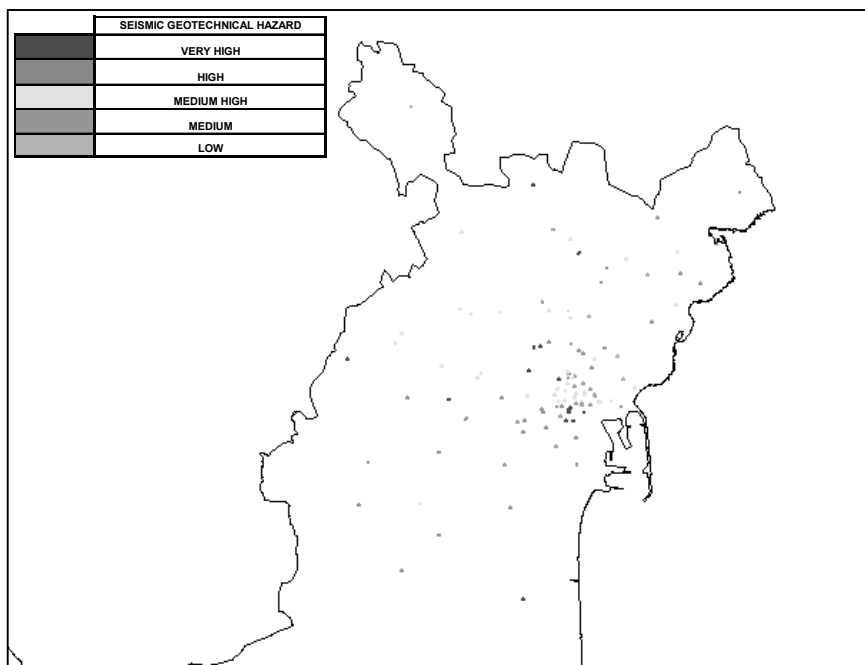 SEISMIC GEOTECHNICAL HAZARD
VERY HIGH
HIGH
MEDIUM HIGH
MEDIUM
LOW